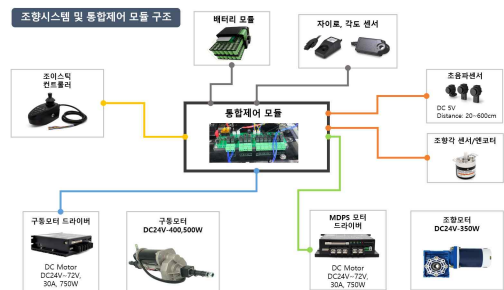 조향시스템 및 통합제어 모듈 구조
배터리 모듈
자이로, 각도 센서
조이스틱
컨트롤러
초음파센서
DC 5V
Distance: 20~600cm
통합제어 모듈
조향각 센서/엔코더
구동모터 드라이버
DC Motor
DC24V~72V,
30A, 750W
구동모터
DC24V-400,500W
MDPS 모터
드라이버
DC Motor
DC24V~72V,
30A, 750W
조향모터
DC24V-350W